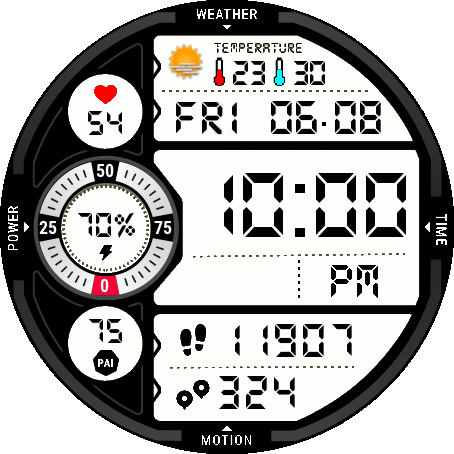 WEATHER
TEMPERATURE
23 30
54
FRI 06.08
50
25 70% 75
0
10:00
PM
POWER
TIME
75
PAI
11907
324
MOTION